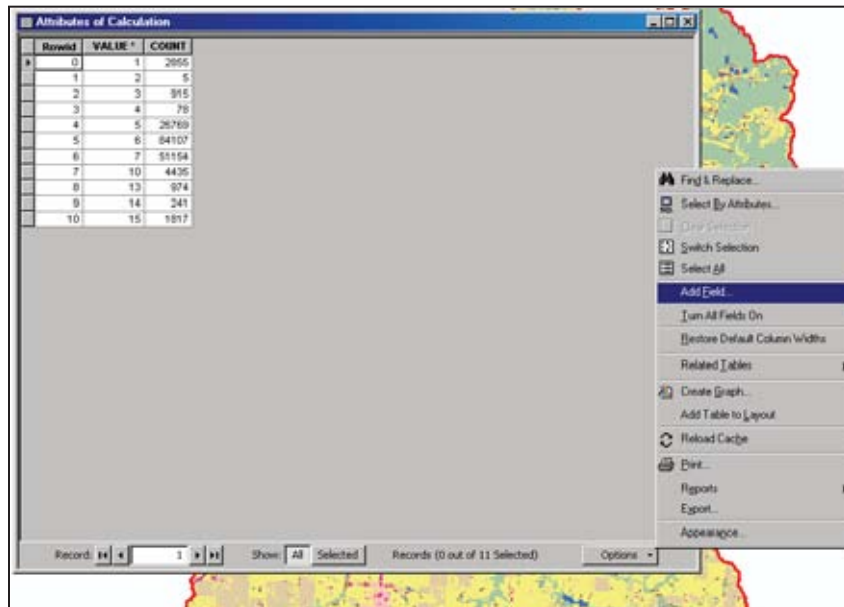 Attributes of Calculation
Rowid VALUE * COUNT
0 1 2855
1 2 5
2 3 915
3 4 78
4 5 26769
5 6 84107
6 7 51154
7 10 4435
8 13 974
9 14 241
10 15 1817
Find & Replace...
Select By Attributes...
Clear Selection
Switch Selection
Select All
Add Field...
Turn All Fields On
Restore Default Column Widths
Related Tables
Create Graph...
Add Table to Layout
Reload Cache
Print...
Reports
Export...
Appearance...
Record: 1 Show: All Selected Records (0 out of 11 Selected) Options